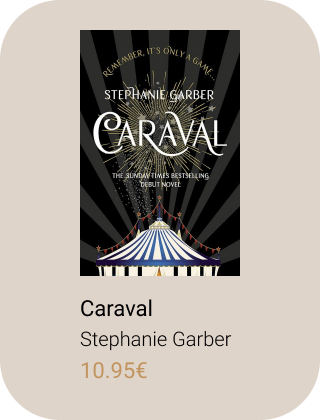 REMEMBER, IT'S ONLY A GAME...
STEPHANIE GARBER
CARAVAL
THE SUNDAY TIMES BESTSELLING
DEBUT NOVEL
Caraval
Stephanie Garber
10.95€